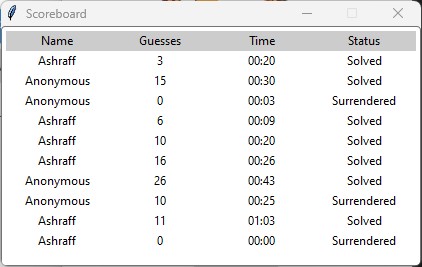 Scoreboard
Name Guesses Time Status
Ashraff 3 00:20 Solved
Anonymous 15 00:30 Solved
Anonymous 0 00:03 Surrendered
Ashraff 6 00:09 Solved
Ashraff 10 00:20 Solved
Ashraff 16 00:26 Solved
Anonymous 26 00:43 Solved
Anonymous 10 00:25 Surrendered
Ashraff 11 01:03 Solved
Ashraff 0 00:00 Surrendered